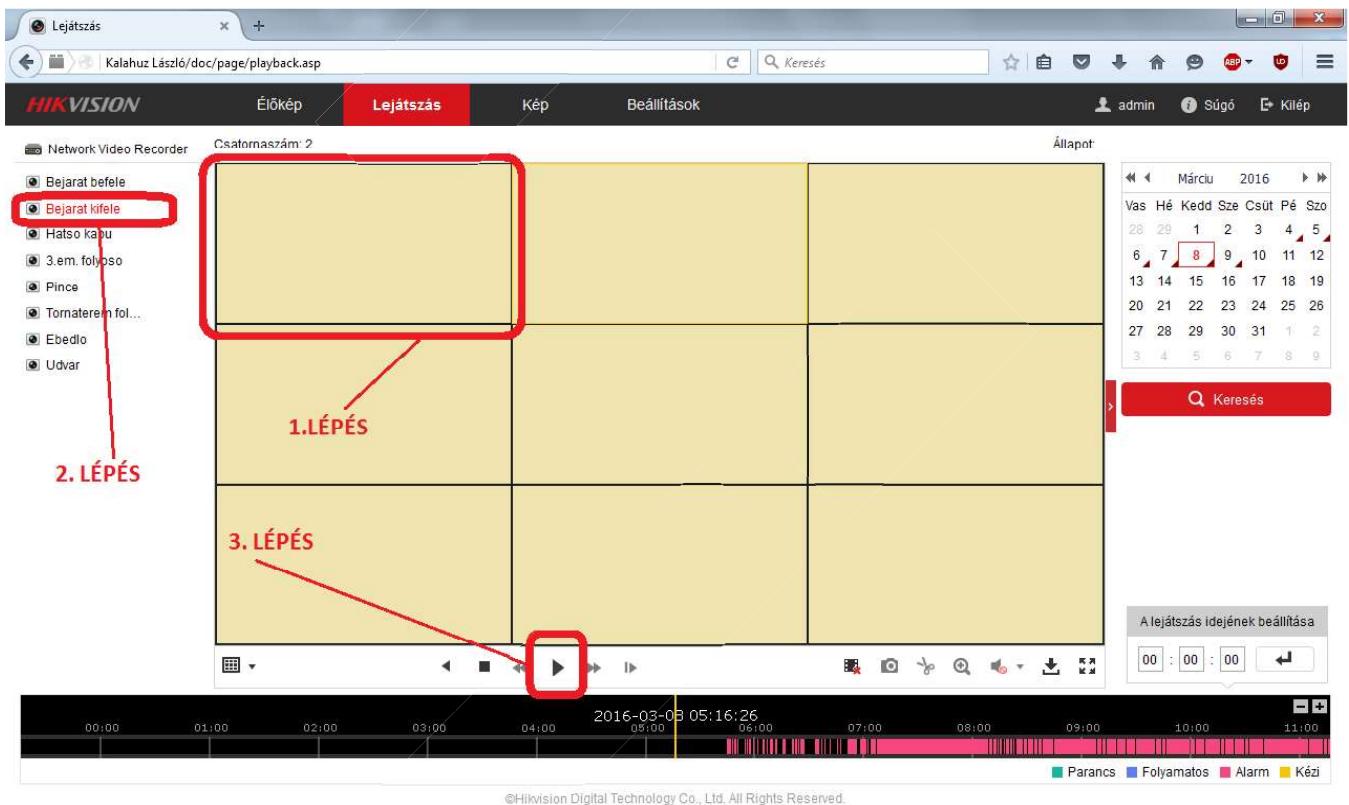 Lejátszás
Kalahuz László/doc/page/playback.asp
Keresés
ABP
HIKVISION
Élőkép
Lejátszás
Kép
Beállítások
admin
Súgó
Kilép
Network Video Recorder
Csatornaszám: 2
Állapot:
Bejarat befele
Bejarat kifele
Hatso kapu
3.em. folyoso
Pince
Tornaterem fol...
Ebedlo
Udvar
Márciu 2016
Vas Hé Kedd Sze Csüt Pé Szo
28 29 1 2 3 4 5
6 7 8 9 10 11 12
13 14 15 16 17 18 19
20 21 22 23 24 25 26
27 28 29 30 31 1 2
3 4 5 6 7 8 9
Keresés
1.LÉPÉS
2. LÉPÉS
3. LÉPÉS
A lejátszás idejének beállítása
00 : 00 : 00
2016-03-08 05:16:26
00:00 01:00 02:00 03:00 04:00 05:00 06:00 07:00 08:00 09:00 10:00 11:00
Parancs Folyamatos Alarm Kézi
©Hikvision Digital Technology Co., Ltd. All Rights Reserved.